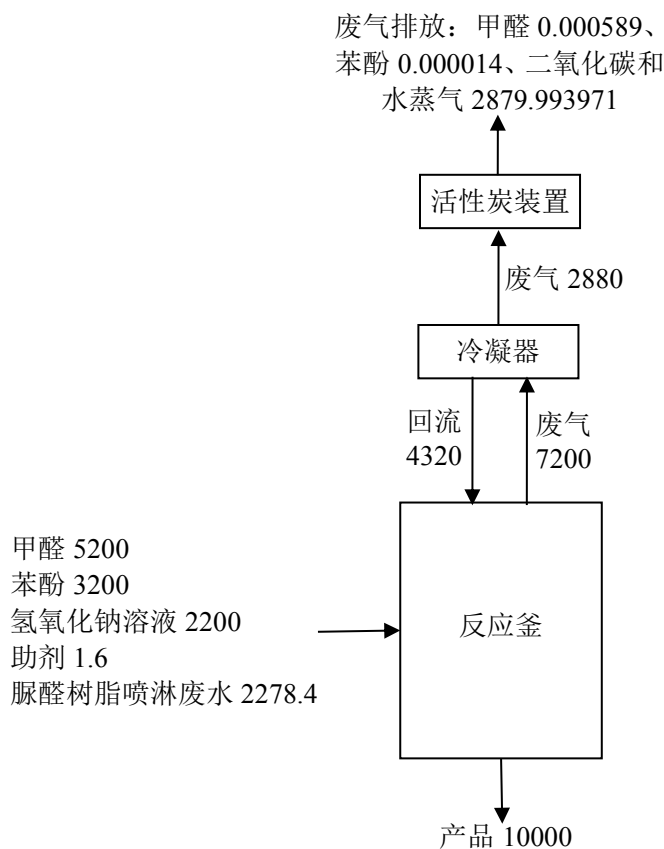 废气排放：甲醛 0.000589、
苯酚 0.000014、二氧化碳和
水蒸气 2879.993971
活性炭装置
废气 2880
冷凝器
回流
4320
废气
7200
甲醛 5200
苯酚 3200
氢氧化钠溶液 2200
助剂 1.6
脲醛树脂喷淋废水 2278.4
反应釜
产品 10000